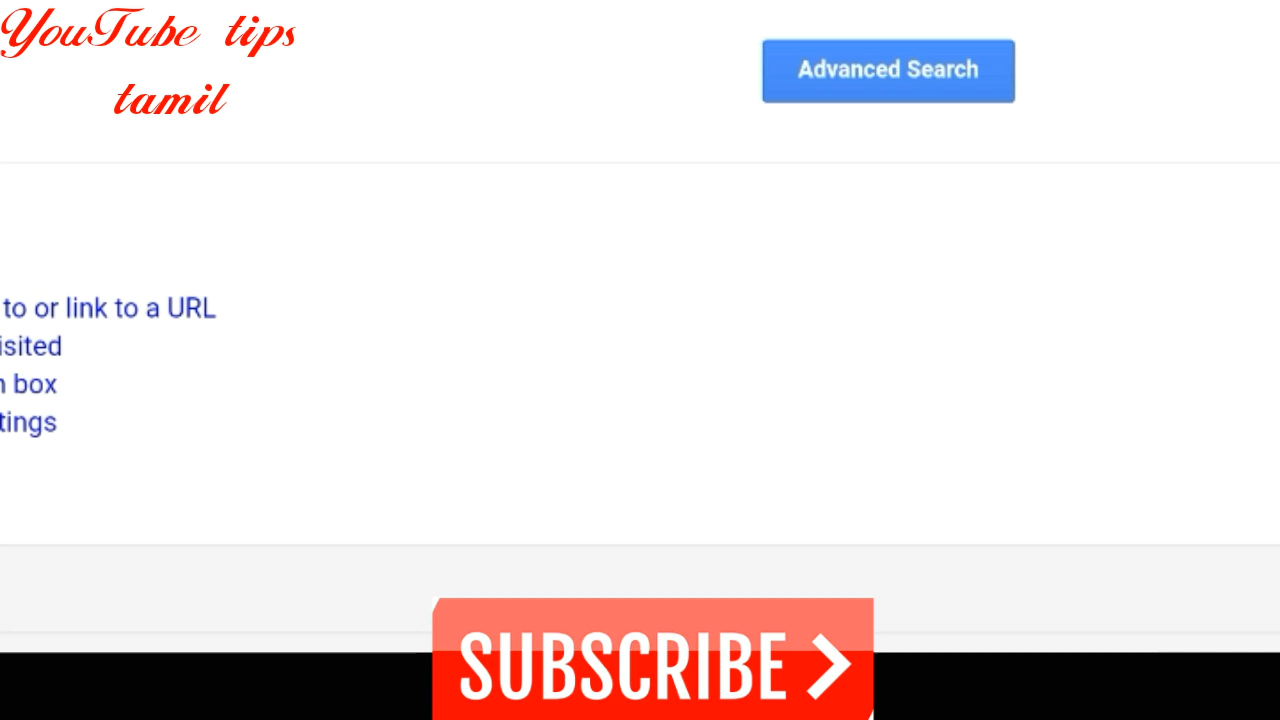 YouTube tips
tamil
Advanced Search
to or link to a URL
isited
box
tings
SUBSCRIBE